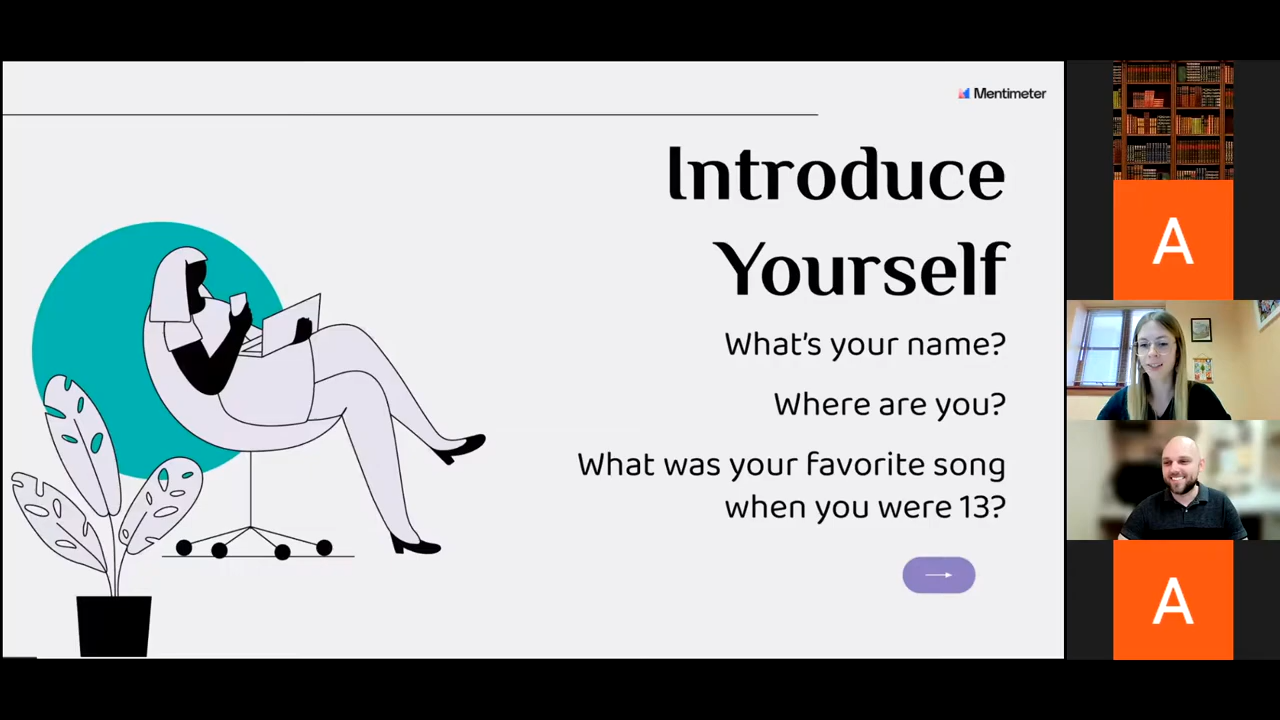 Mentimeter
Introduce
Yourself
What's your name?
Where are you?
What was your favorite song
when you were 13?
A
A